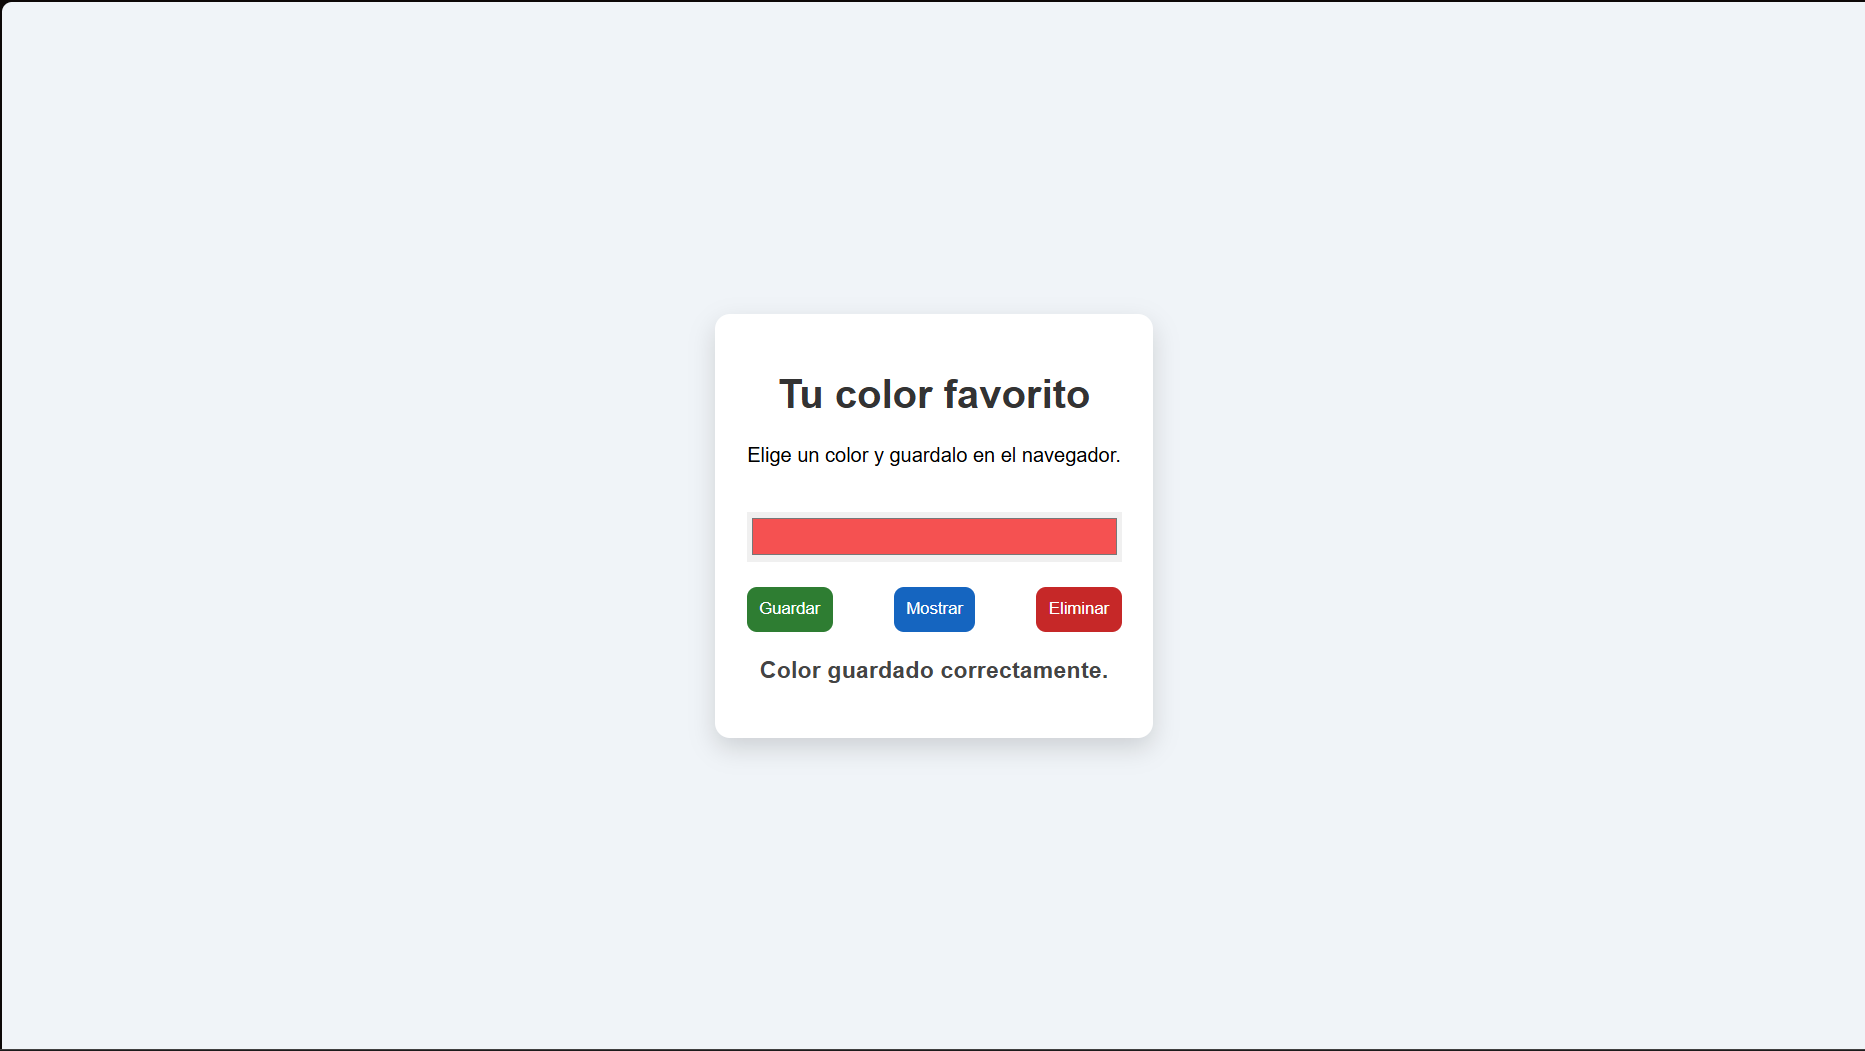 Tu color favorito
Elige un color y guardalo en el navegador.
Guardar Mostrar Eliminar
Color guardado correctamente.